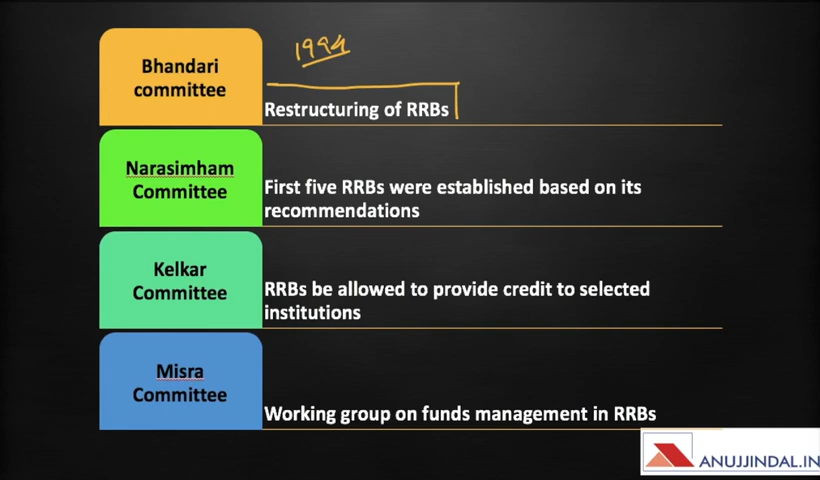 Bhandari
committee
1994
Restructuring of RRBs
Narasimham
Committee
First five RRBs were established based on its
recommendations
Kelkar
Committee
RRBs be allowed to provide credit to selected
institutions
Misra
Committee
Working group on funds management in RRBs
ANUJJINDAL.IN